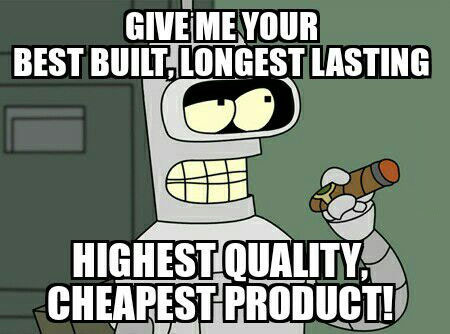 GIVE ME YOUR
BEST BUILT, LONGEST LASTING
HIGHEST QUALITY,
CHEAPEST PRODUCT!